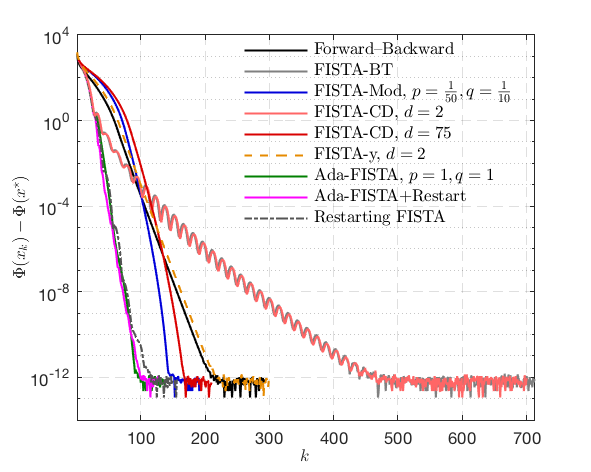 10^4
10^0
10^-4
10^-8
10^-12
Φ(x_k) − Φ(x*)
Forward–Backward
FISTA-BT
FISTA-Mod, p = 1/50, q = 1/10
FISTA-CD, d = 2
FISTA-CD, d = 75
FISTA-y, d = 2
Ada-FISTA, p = 1, q = 1
Ada-FISTA+Restart
Restarting FISTA
100 200 300 400 500 600 700
k